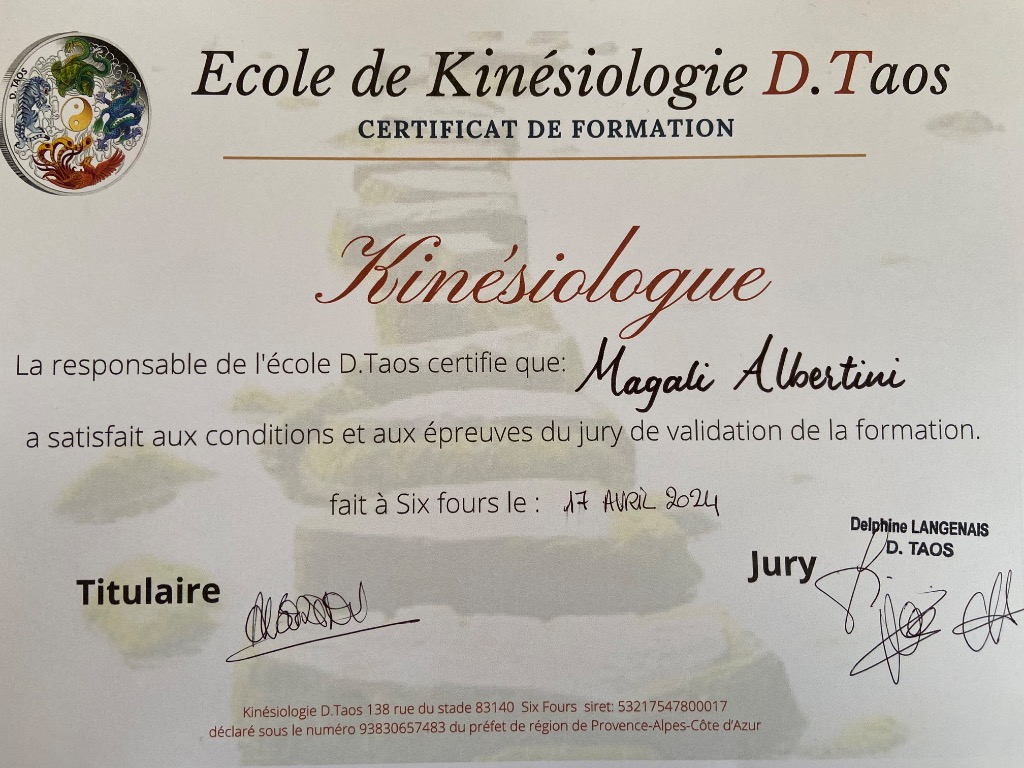 D.TAOS
Ecole de Kinésiologie D.Taos
CERTIFICAT DE FORMATION
Kinésiologue
La responsable de l'école D.Taos certifie que: Magali Albertini
a satisfait aux conditions et aux épreuves du jury de validation de la formation.
fait à Six fours le : 17 AVRIL 2024
Delphine LANGENAIS
D. TAOS
Titulaire
Jury
Kinésiologie D.Taos 138 rue du stade 83140 Six Fours siret: 53217547800017
déclaré sous le numéro 93830657483 du préfet de région de Provence-Alpes-Côte d'Azur